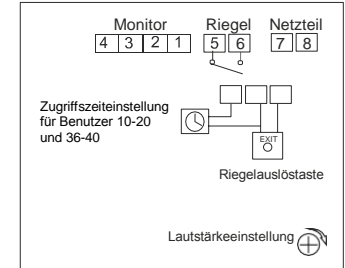 Monitor Riegel Netzteil
4 3 2 1 5 6 7 8
Zugriffszeiteinstellung
für Benutzer 10-20
und 36-40
EXIT
Riegelauslöstaste
Lautstärkeeinstellung